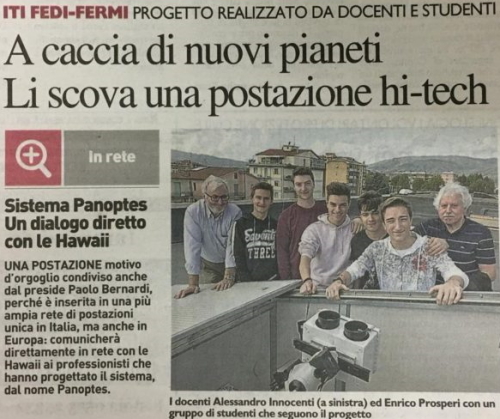 ITI FEDI-FERMI PROGETTO REALIZZATO DA DOCENTI E STUDENTI
A caccia di nuovi pianeti
Li scova una postazione hi-tech
In rete
Sistema Panoptes
Un dialogo diretto
con le Hawaii
UNA POSTAZIONE motivo
d'orgoglio condiviso anche
dal preside Paolo Bernardi,
perché è inserita in una più
ampia rete di postazioni
unica in Italia, ma anche in
Europa: comunicherà
direttamente in rete con le
Hawaii ai professionisti che
hanno progettato il sistema,
dal nome Panoptes.
THREE
I docenti Alessandro Innocenti (a sinistra) ed Enrico Prosperi con un
gruppo di studenti che seguono il progetto